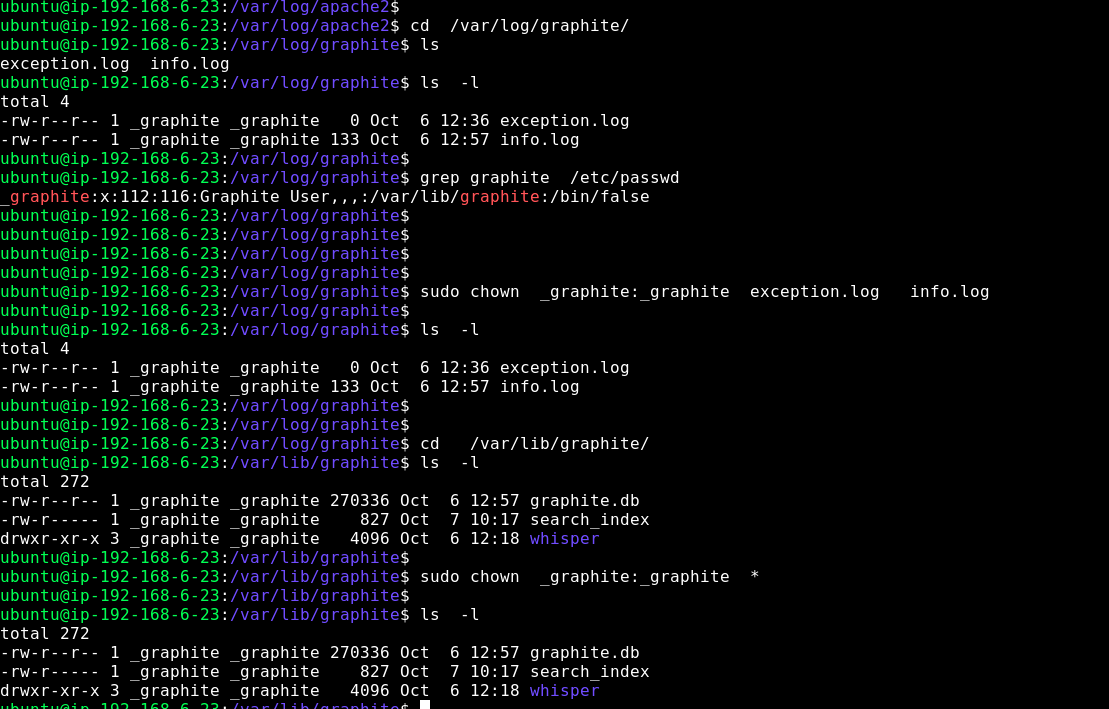 ubuntu@ip-192-168-6-23:/var/log/apache2$
ubuntu@ip-192-168-6-23:/var/log/apache2$ cd  /var/log/graphite/
ubuntu@ip-192-168-6-23:/var/log/graphite$ ls
exception.log  info.log
ubuntu@ip-192-168-6-23:/var/log/graphite$ ls  -l
total 4
-rw-r--r-- 1 _graphite _graphite   0 Oct  6 12:36 exception.log
-rw-r--r-- 1 _graphite _graphite 133 Oct  6 12:57 info.log
ubuntu@ip-192-168-6-23:/var/log/graphite$
ubuntu@ip-192-168-6-23:/var/log/graphite$ grep graphite  /etc/passwd
_graphite:x:112:116:Graphite User,,,:/var/lib/graphite:/bin/false
ubuntu@ip-192-168-6-23:/var/log/graphite$
ubuntu@ip-192-168-6-23:/var/log/graphite$
ubuntu@ip-192-168-6-23:/var/log/graphite$
ubuntu@ip-192-168-6-23:/var/log/graphite$
ubuntu@ip-192-168-6-23:/var/log/graphite$ sudo chown  _graphite:_graphite  exception.log   info.log
ubuntu@ip-192-168-6-23:/var/log/graphite$
ubuntu@ip-192-168-6-23:/var/log/graphite$ ls  -l
total 4
-rw-r--r-- 1 _graphite _graphite   0 Oct  6 12:36 exception.log
-rw-r--r-- 1 _graphite _graphite 133 Oct  6 12:57 info.log
ubuntu@ip-192-168-6-23:/var/log/graphite$
ubuntu@ip-192-168-6-23:/var/log/graphite$
ubuntu@ip-192-168-6-23:/var/log/graphite$ cd   /var/lib/graphite/
ubuntu@ip-192-168-6-23:/var/lib/graphite$ ls  -l
total 272
-rw-r--r-- 1 _graphite _graphite 270336 Oct  6 12:57 graphite.db
-rw-r----- 1 _graphite _graphite    827 Oct  7 10:17 search_index
drwxr-xr-x 3 _graphite _graphite   4096 Oct  6 12:18 whisper
ubuntu@ip-192-168-6-23:/var/lib/graphite$
ubuntu@ip-192-168-6-23:/var/lib/graphite$ sudo chown  _graphite:_graphite  *
ubuntu@ip-192-168-6-23:/var/lib/graphite$
ubuntu@ip-192-168-6-23:/var/lib/graphite$ ls  -l
total 272
-rw-r--r-- 1 _graphite _graphite 270336 Oct  6 12:57 graphite.db
-rw-r----- 1 _graphite _graphite    827 Oct  7 10:17 search_index
drwxr-xr-x 3 _graphite _graphite   4096 Oct  6 12:18 whisper
ubuntu@ip-192-168-6-23:/var/lib/graphite$